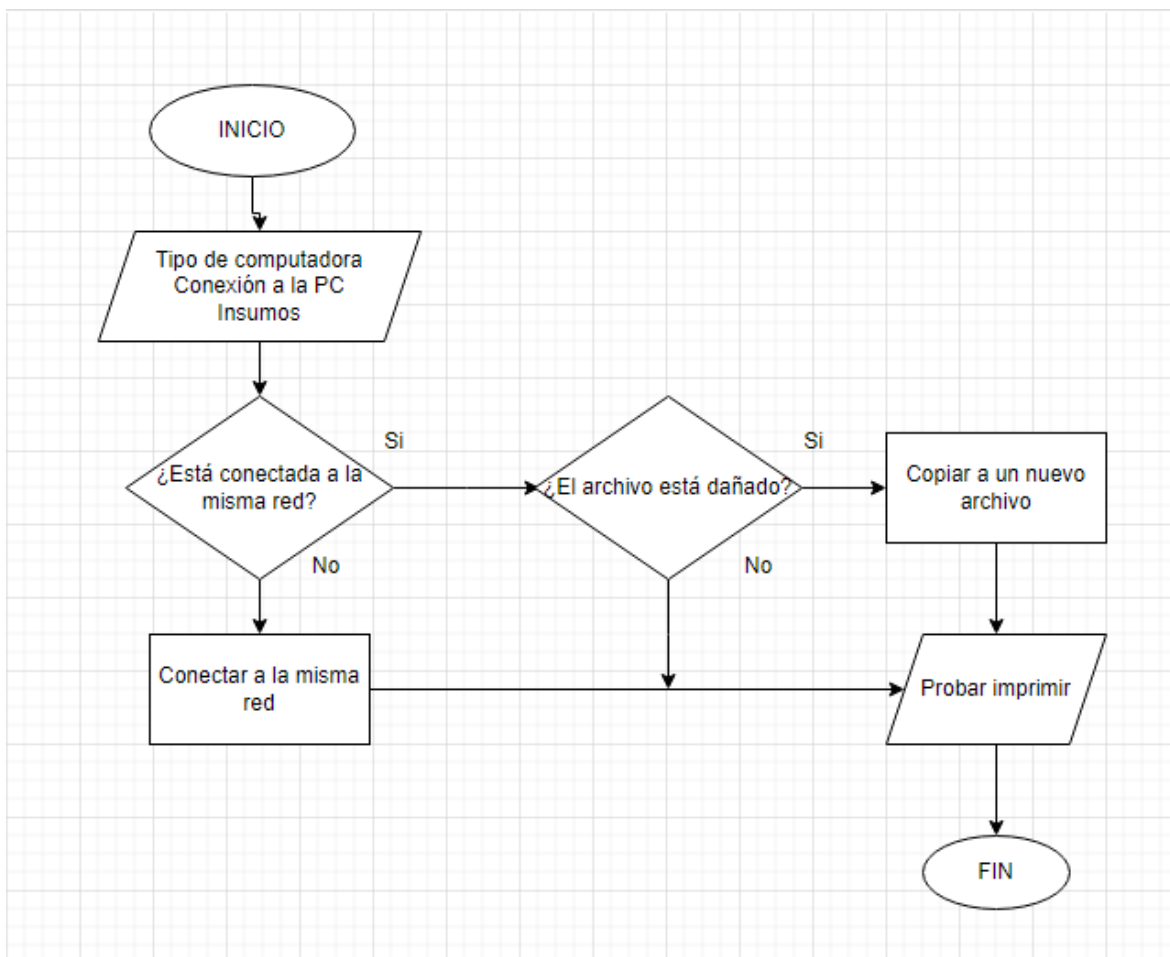 INICIO
Tipo de computadora
Conexión a la PC
Insumos
¿Está conectada a la
misma red?
Si
No
¿El archivo está dañado?
Si
No
Copiar a un nuevo
archivo
Conectar a la misma
red
Probar imprimir
FIN